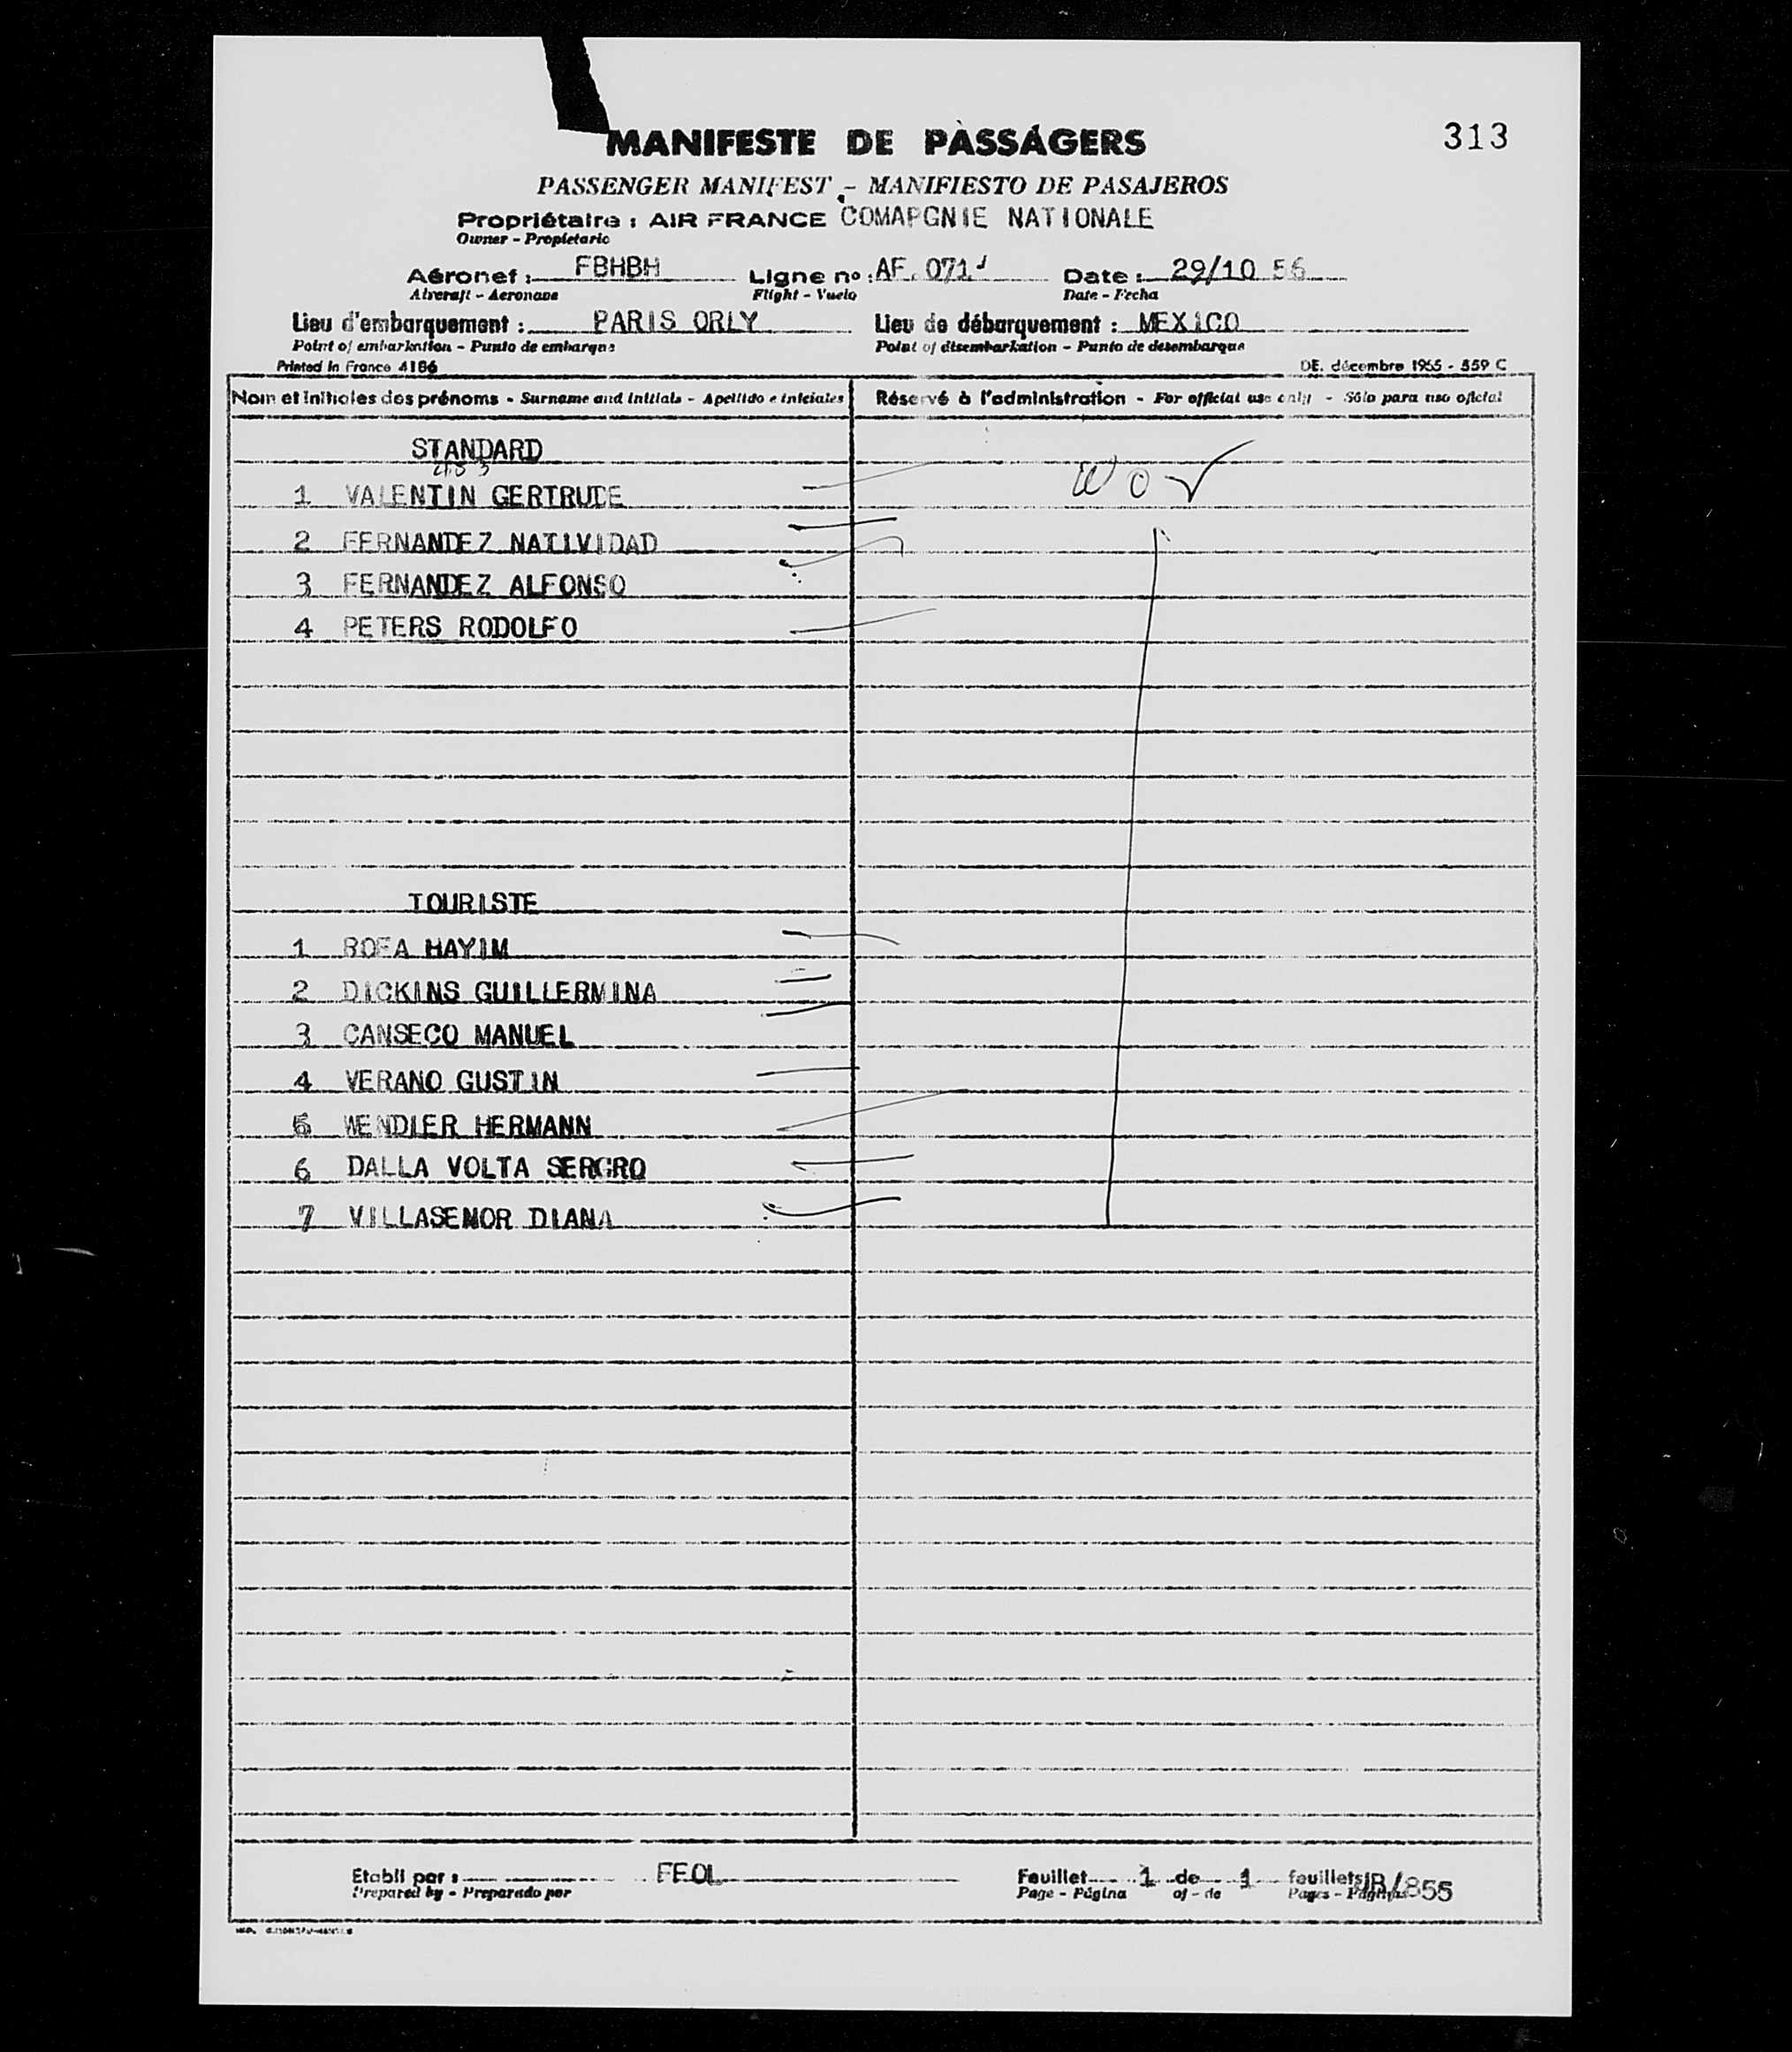 313
MANIFESTE DE PASSAGERS
PASSENGER MANIFEST - MANIFIESTO DE PASAJEROS
Propriétaire : AIR FRANCE COMAPGNIE NATIONALE
Owner - Propietario
Aéronef : FBHBH Ligne nº : AF. 071 Date : 29/10 56
Aircraft - Aeronave Flight - Vuelo Date - Fecha
Lieu d'embarquement : PARIS ORLY Lieu de débarquement : MEXICO
Point of embarkation - Punto de embarque Point of disembarkation - Punto de desembarque
Printed in France 4186 DE. décembre 1955 - 559 C
Nom et initiales des prénoms - Surname and initials - Apellido e iniciales Réservé à l'administration - For official use only - Sólo para uso oficial
STANDARD
1 VALENTIN GERTRUDE
2 FERNANDEZ NATIVIDAD
3 FERNANDEZ ALFONSO
4 PETERS RODOLFO
TOURISTE
1 HAYIM
2 DICKINS GUILLERMINA
3 CANSECO MANUEL
4 VERANO GUSTIN
5 WENDLER HERMANN
6 DALLA VOLTA
7 VILLASENOR DIANA
Etabli par : FEOL Feuillet 1 de 1 feuillets /855
Prepared by - Preparado por Page - Página of - de Pages - Páginas